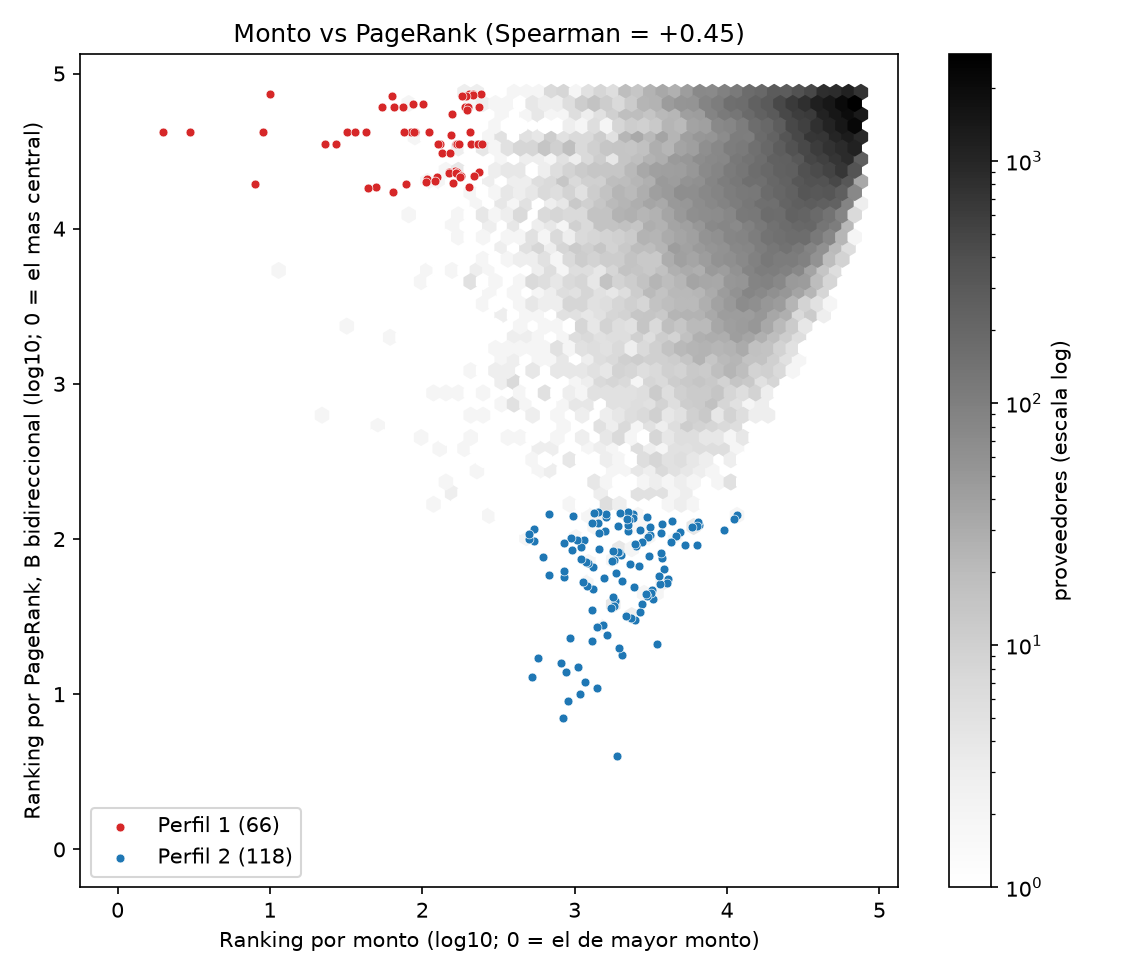 Monto vs PageRank (Spearman = +0.45)
Ranking por PageRank, B bidireccional (log10; 0 = el mas central)
5
4
3
2
1
0
0 1 2 3 4 5
Ranking por monto (log10; 0 = el de mayor monto)
Perfil 1 (66)
Perfil 2 (118)
10³
10²
10¹
10⁰
proveedores (escala log)